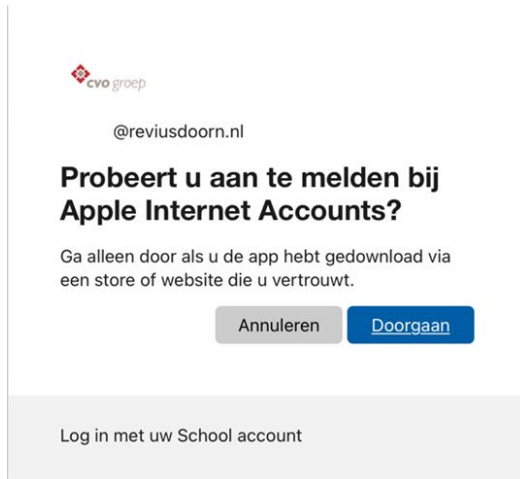 cvo groep
@reviusdoorn.nl
Probeert u aan te melden bij
Apple Internet Accounts?
Ga alleen door als u de app hebt gedownload via
een store of website die u vertrouwt.
Annuleren Doorgaan
Log in met uw School account